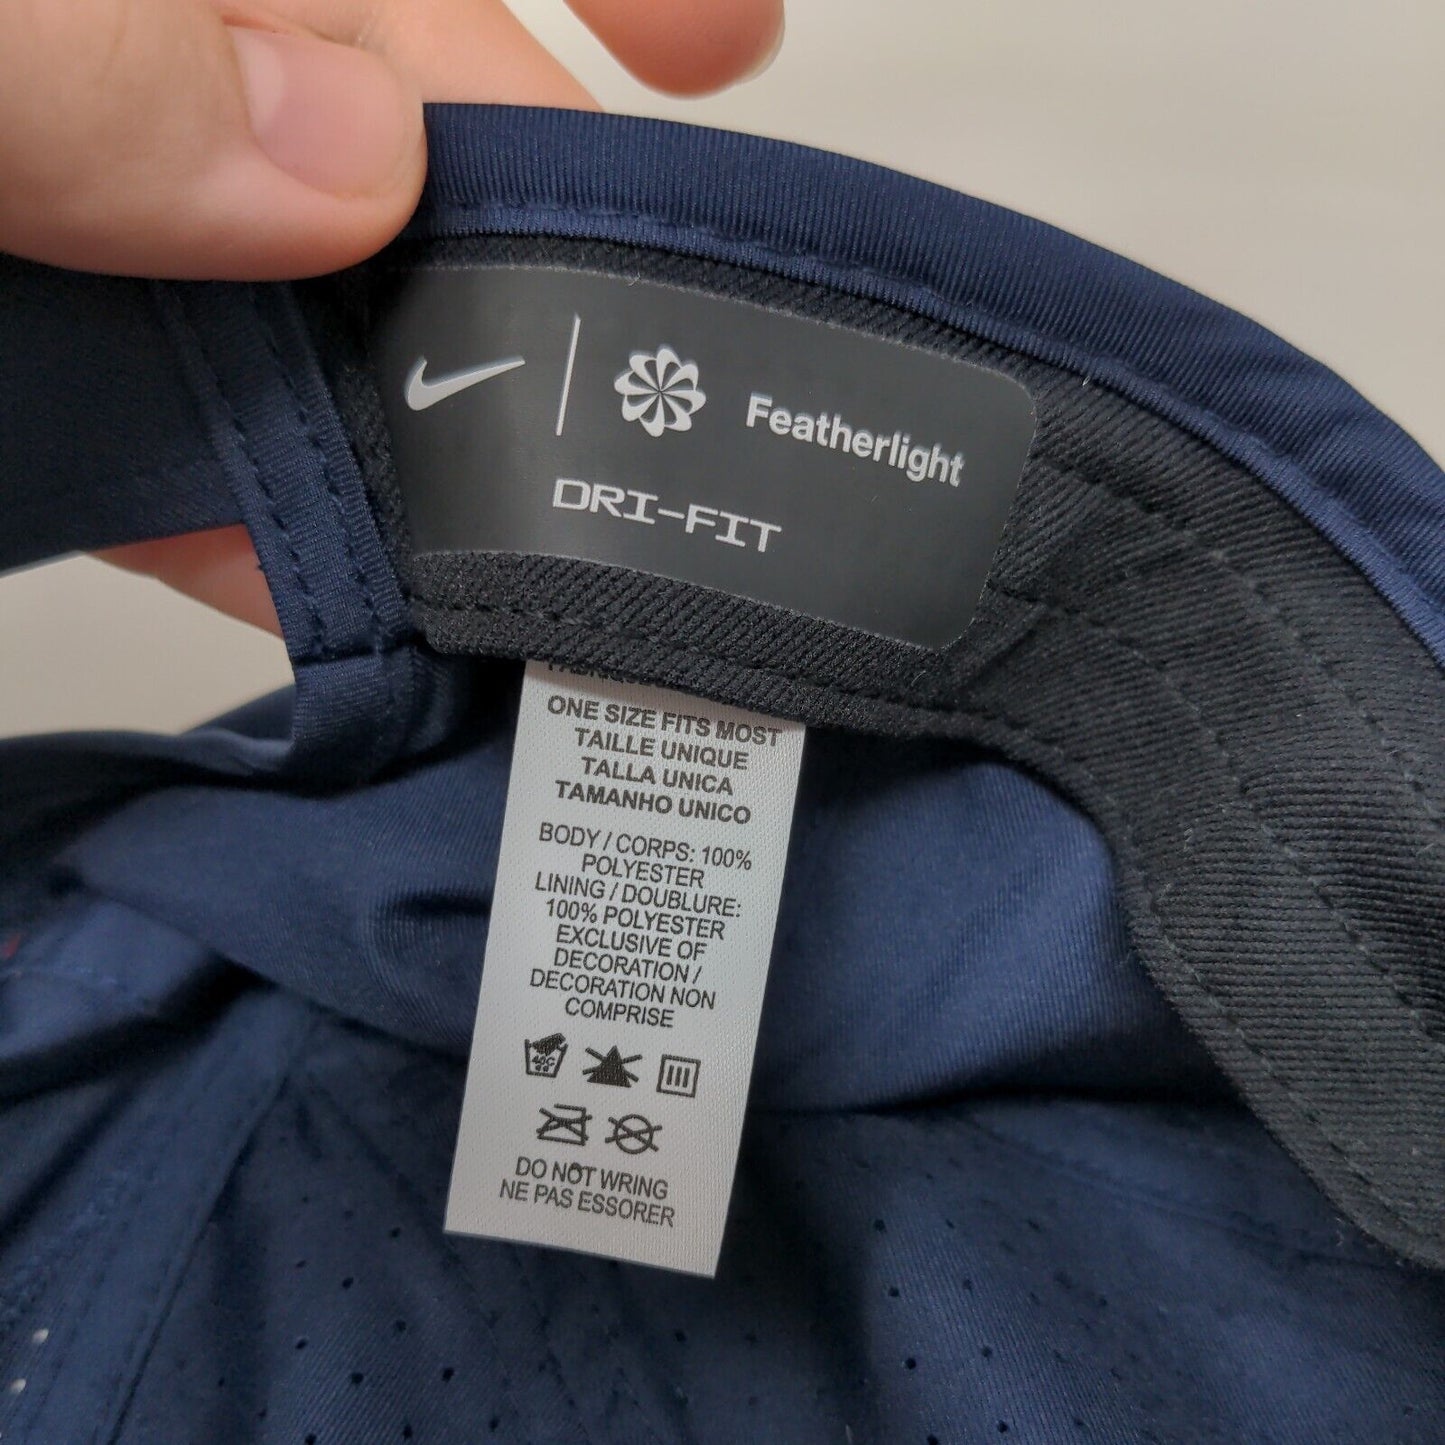 Featherlight
DRI-FIT
ONE SIZE FITS MOST
TAILLE UNIQUE
TALLA UNICA
TAMANHO UNICO
BODY / CORPS: 100%
POLYESTER
LINING / DOUBLURE:
100% POLYESTER
EXCLUSIVE OF
DECORATION /
DECORATION NON
COMPRISE
40C
DO NOT WRING
NE PAS ESSORER